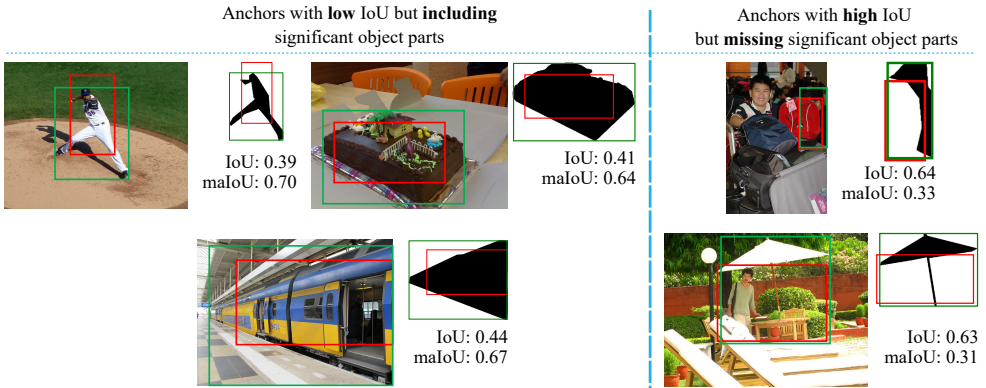 Anchors with low IoU but including
significant object parts
Anchors with high IoU
but missing significant object parts
IoU: 0.39
maIoU: 0.70
IoU: 0.41
maIoU: 0.64
IoU: 0.64
maIoU: 0.33
IoU: 0.44
maIoU: 0.67
IoU: 0.63
maIoU: 0.31